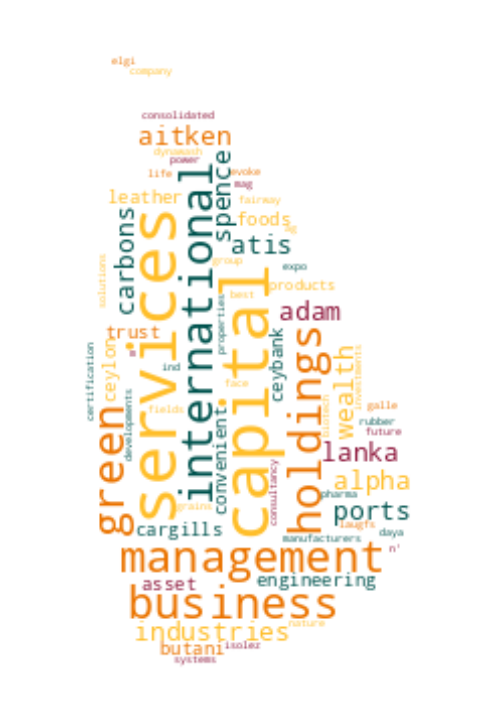 elgi
company
consolidated
aitken
dynawash
power
life
evoke
mag
leather
spence
international
fairway
foods
ag
carbons
services
atis
group
expo
solutions
capital
products
best
properties
adam
trust
holdings
ceybank
a
ind
wealth
investments
certification
ceylon
face
developments
green
fields
convenient
biotech
galle
rubber
future
lanka
consultancy
alpha
pharma
grains
ports
laugfs
cargills
daya
manufacturers
n'
management
asset
engineering
business
industries
nature
butani
isolez
systems